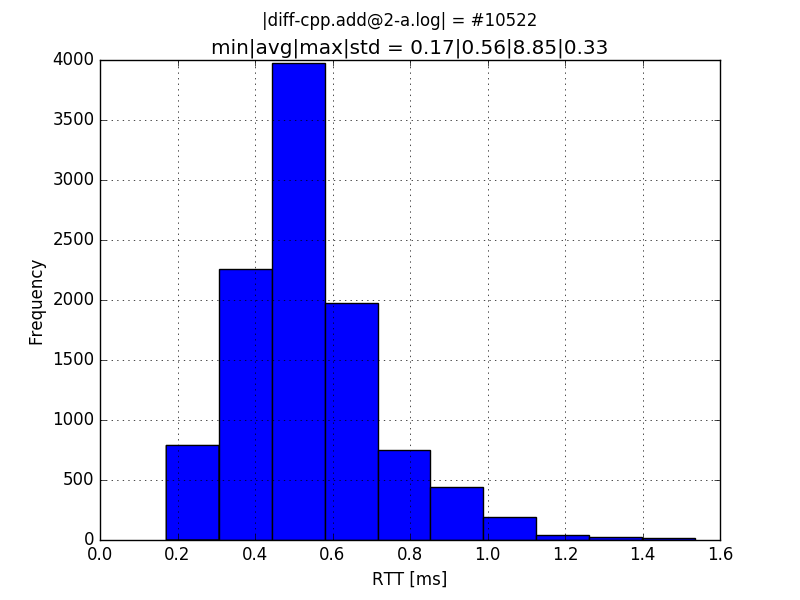 |diff-cpp.add@2-a.log| = #10522
min|avg|max|std = 0.17|0.56|8.85|0.33
4000
3500
3000
2500
2000
1500
1000
500
0
Frequency
0.0 0.2 0.4 0.6 0.8 1.0 1.2 1.4 1.6
RTT [ms]